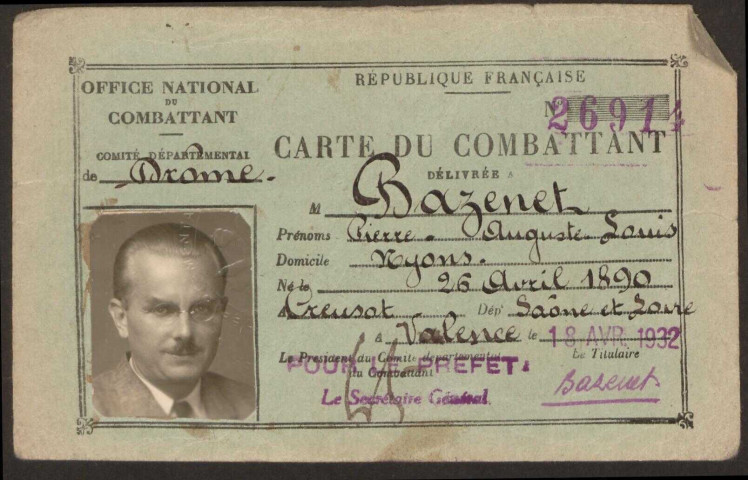 OFFICE NATIONAL
DU
COMBATTANT
COMITÉ DÉPARTEMENTAL
de Drome.
RÉPUBLIQUE FRANÇAISE
N° 26914
CARTE DU COMBATTANT
DÉLIVRÉE A
M Bazenet
Prénoms Pierre. Auguste Louis
Domicile Nyons.
Né le 26 Avril 1890
à Creusot Dép' Saône et Loire
à Valence le 18 AVR. 1932
Le Président du Comité départemental
du Combattant
POUR LE PREFET:
Le Secrétaire Général,
Le Titulaire
Bazenet